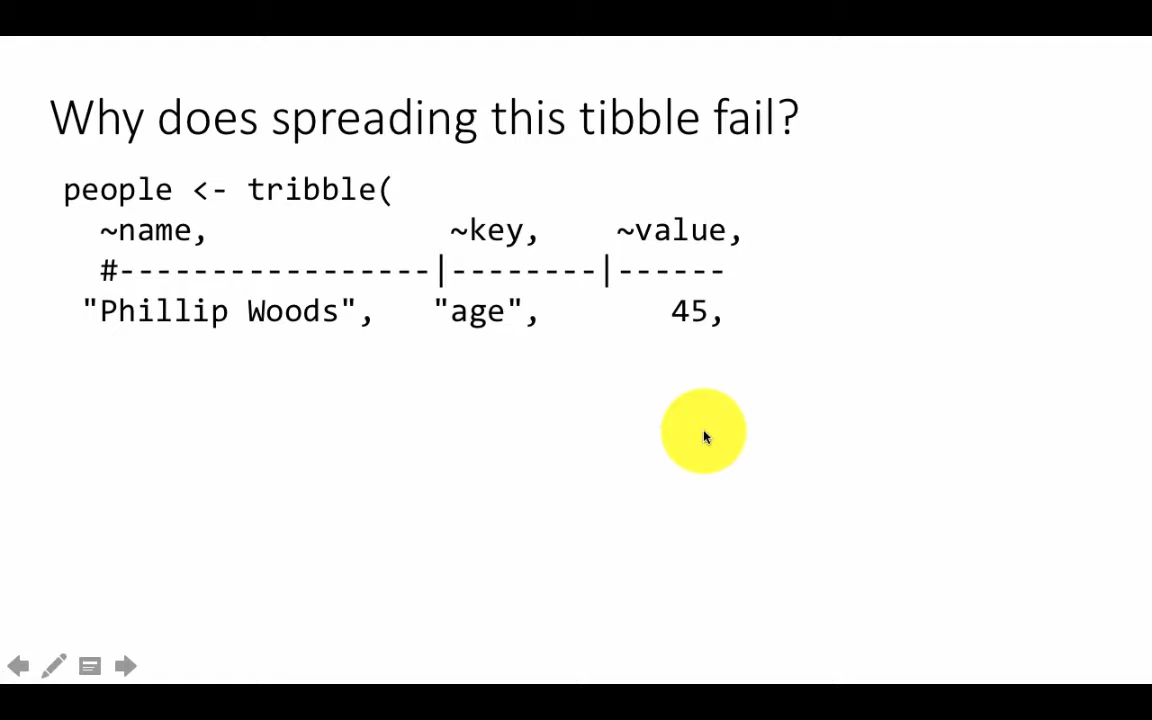 Why does spreading this tibble fail?
people <- tribble(
~name, ~key, ~value,
#-----------------|--------|------
"Phillip Woods", "age", 45,